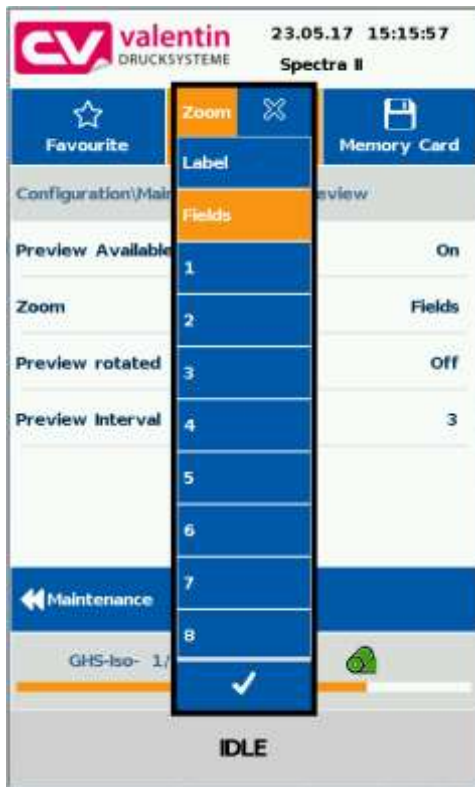 CV valentin
DRUCKSYSTEME
23.05.17 15:15:57
Spectra II
Favourite
Memory Card
Zoom
Label
Fields
1
2
3
4
5
6
7
8
Configuration\Main
eview
Preview Available
On
Zoom
Fields
Preview rotated
Off
Preview Interval
3
Maintenance
GHS-Iso- 1/
IDLE